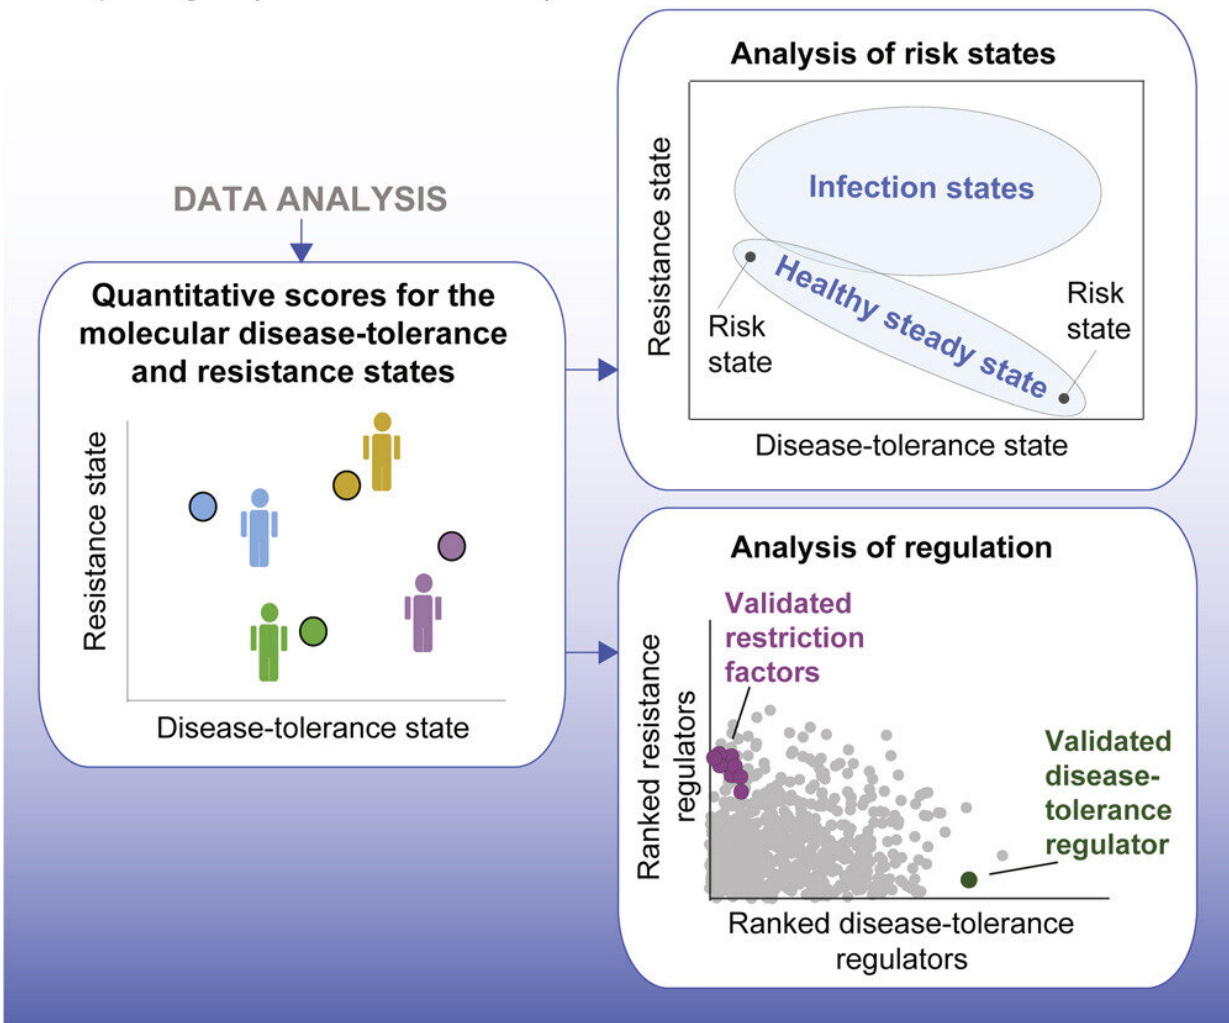 DATA ANALYSIS
Quantitative scores for the
molecular disease-tolerance
and resistance states
Resistance state
Disease-tolerance state
Analysis of risk states
Resistance state
Infection states
Healthy steady state
Risk
state
Risk
state
Disease-tolerance state
Analysis of regulation
Validated
restriction
factors
Validated
disease-
tolerance
regulator
Ranked resistance
regulators
Ranked disease-tolerance
regulators